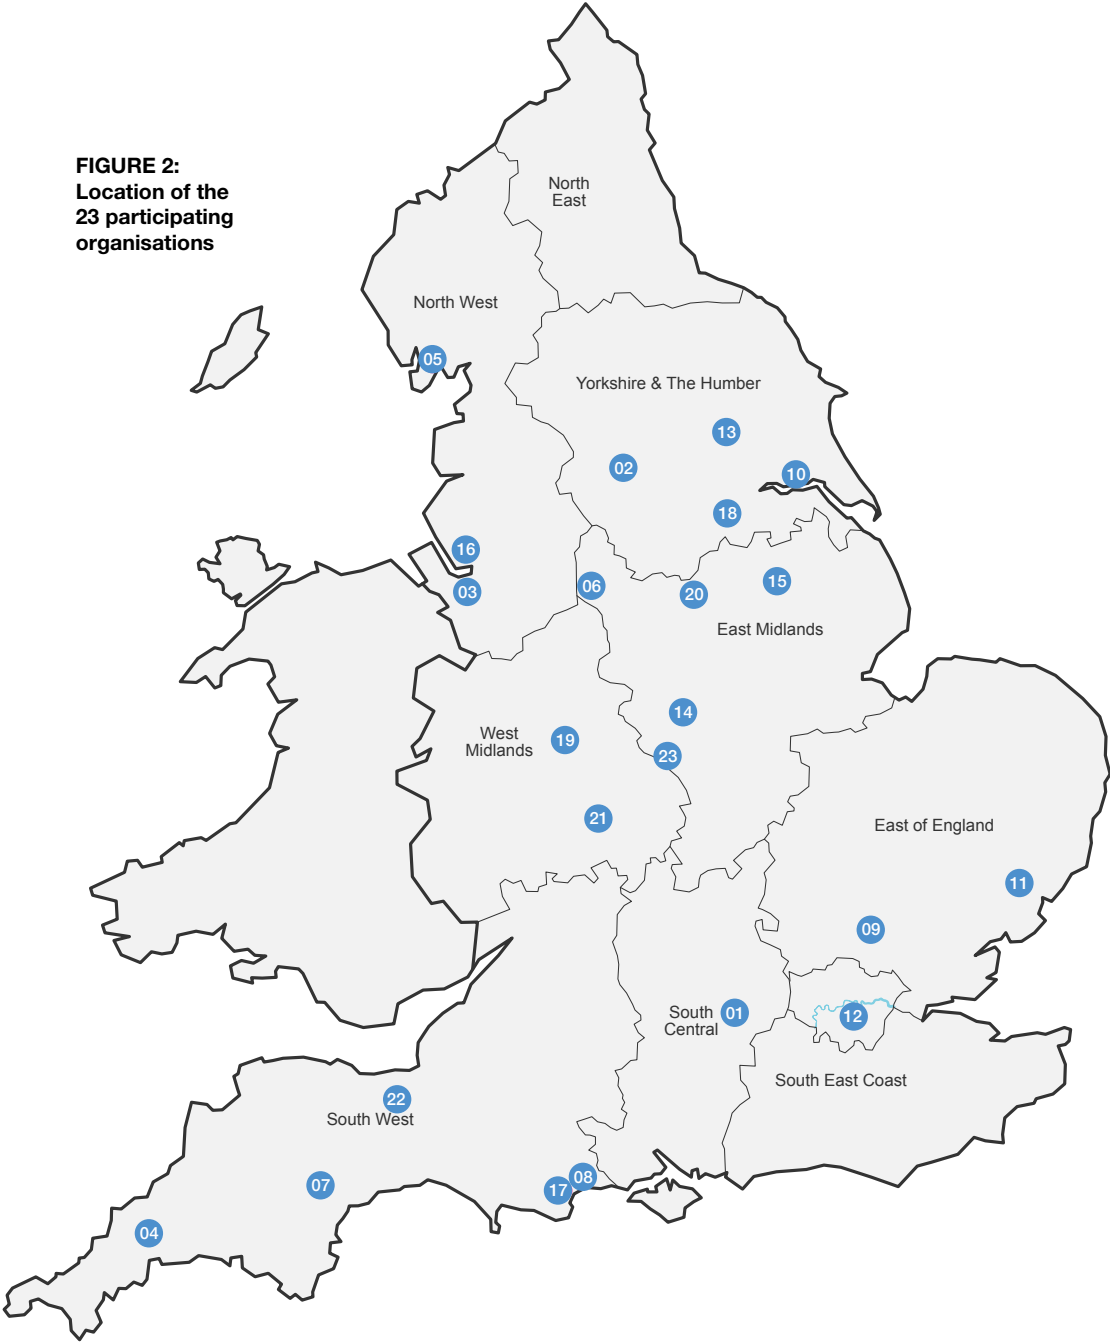 FIGURE 2:
Location of the
23 participating
organisations
North
East
North West
05
Yorkshire & The Humber
13
02
10
18
16
03
06
20
15
East Midlands
14
West
Midlands
19
23
21
East of England
11
09
South
Central
01
12
South East Coast
22
South West
07
08
17
04